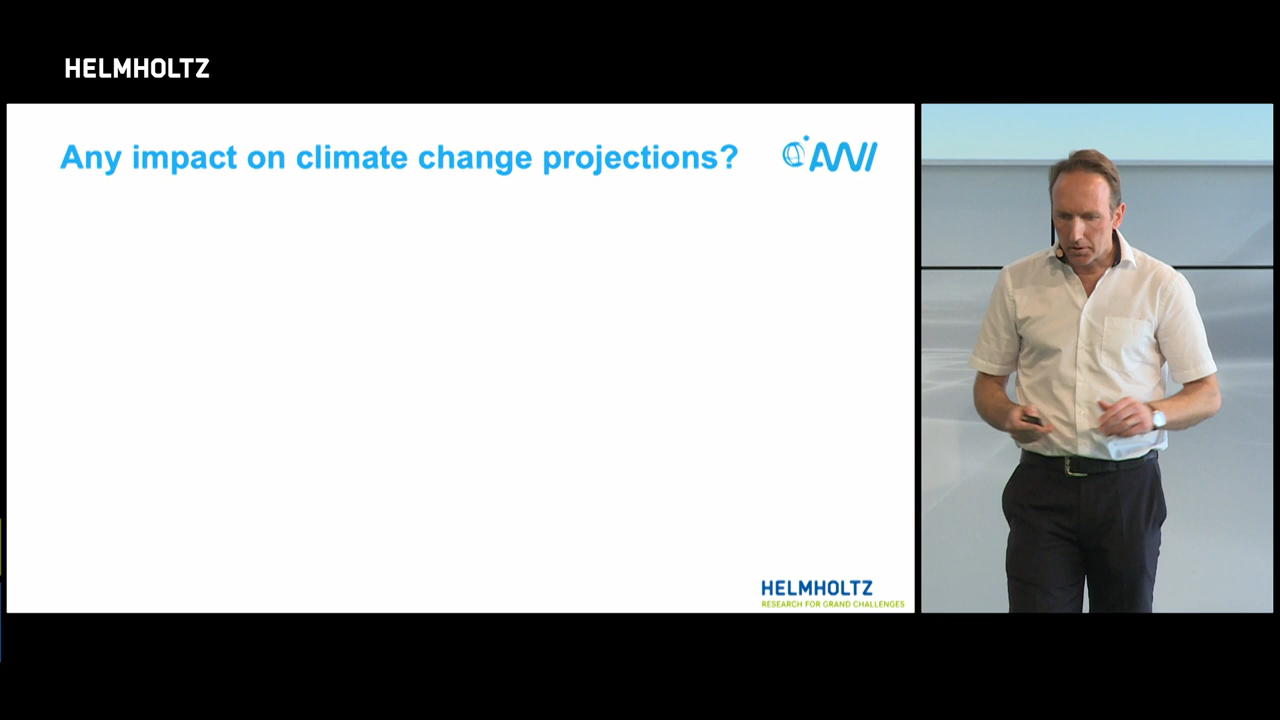 HELMHOLTZ
Any impact on climate change projections?
AWI
HELMHOLTZ
RESEARCH FOR GRAND CHALLENGES